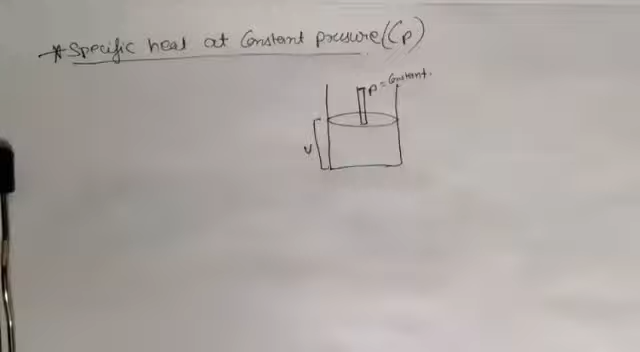 * Specific heat at Constant pressure (Cp)
P = Constant.
V